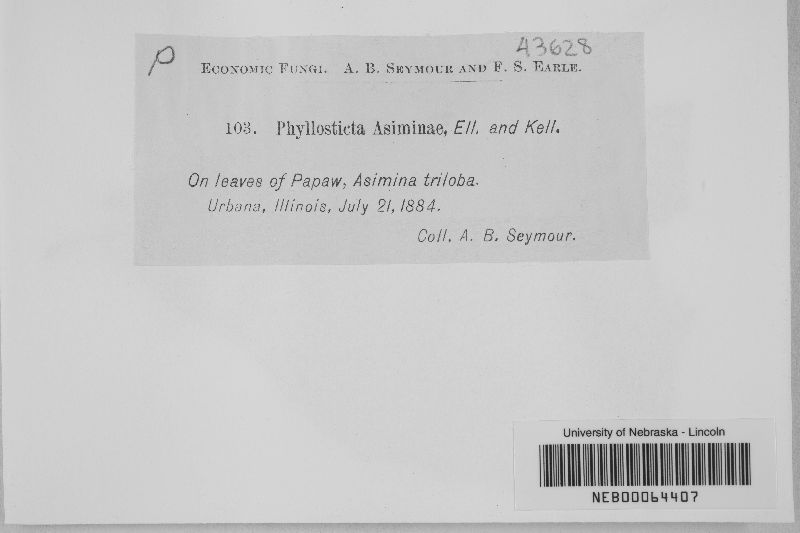 43628
P
Economic Fungi. A. B. Seymour and F. S. Earle.
103. Phyllosticta Asiminae, Ell. and Kell.
On leaves of Papaw, Asimina triloba.
Urbana, Illinois, July 21, 1884.
Coll. A. B. Seymour.
University of Nebraska - Lincoln
NEB00064407